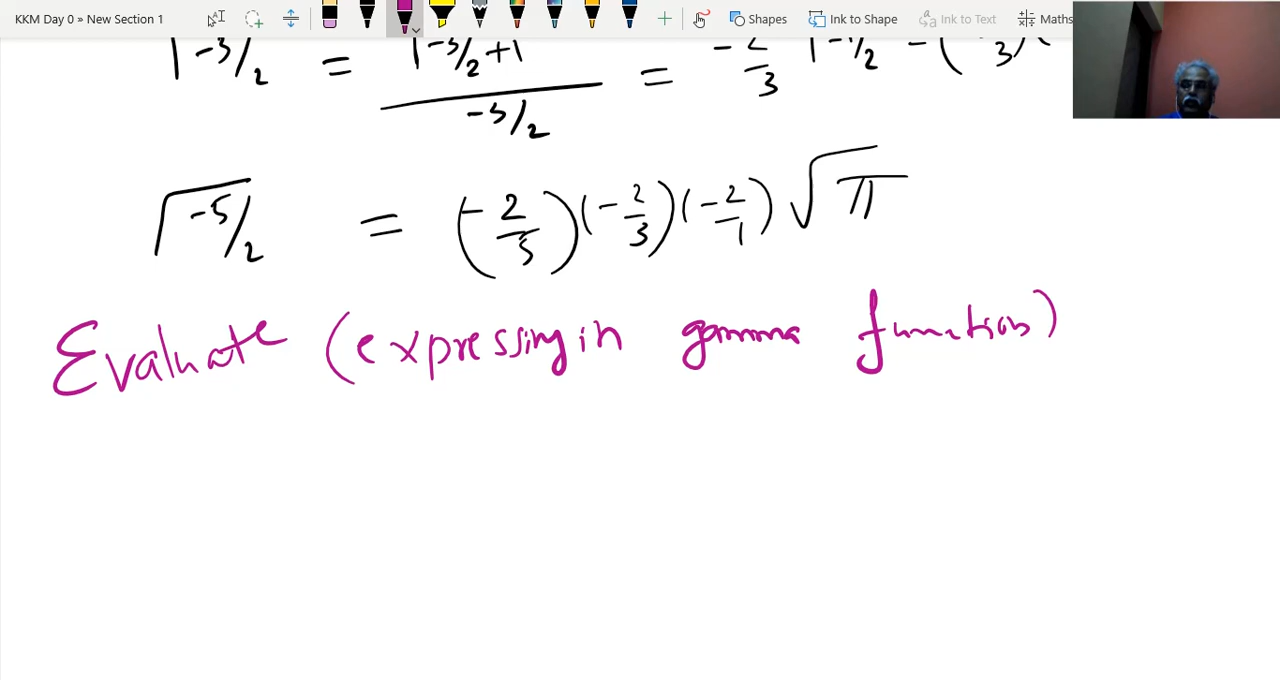 KKM Day 0 » New Section 1
Shapes
Ink to Shape
Ink to Text
Maths
Γ-3/2 = Γ-3/2+1 / -3/2 = -2/3 Γ-1/2
Γ-5/2 = (-2/5)(-2/3)(-2/1)√π
Evaluate (expressing in gamma function)